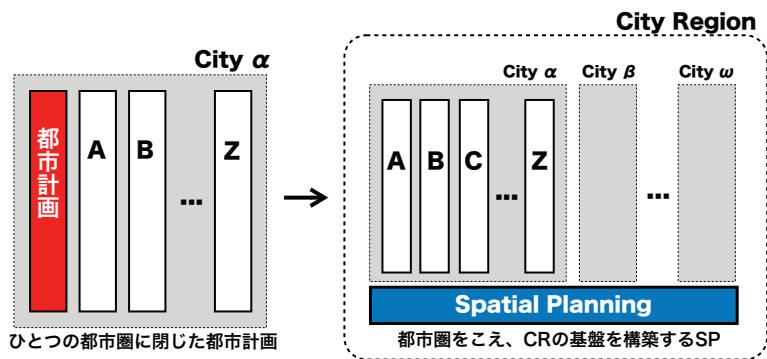 City α
都市計画
A
B
...
Z
ひとつの都市圏に閉じた都市計画
City Region
City α
City β
City ω
A
B
C
...
Z
...
Spatial Planning
都市圏をこえ、CRの基盤を構築するSP